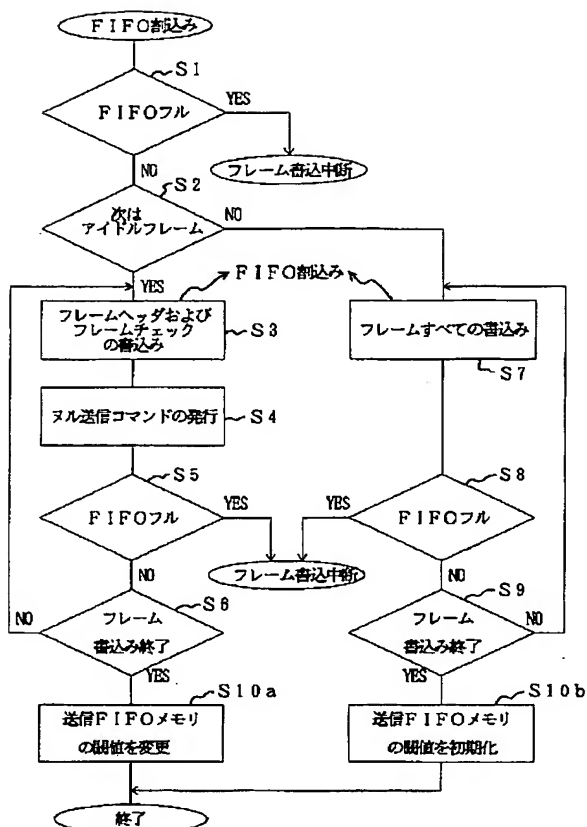 FIFO割込み
S1
FIFOフル
YES
フレーム書込中断
NO
S2
次は
アイドルフレーム
NO
YES
FIFO割込み
フレームヘッダおよび
フレームチェック
の書込み
S3
フレームすべての書込み
S7
ヌル送信コマンドの発行
S4
S5
FIFOフル
YES
YES
S8
FIFOフル
フレーム書込中断
NO
NO
S6
フレーム
書込み終了
NO
YES
S9
フレーム
書込み終了
NO
YES
S10a
送信FIFOメモリ
の閾値を変更
S10b
送信FIFOメモリ
の閾値を初期化
終了